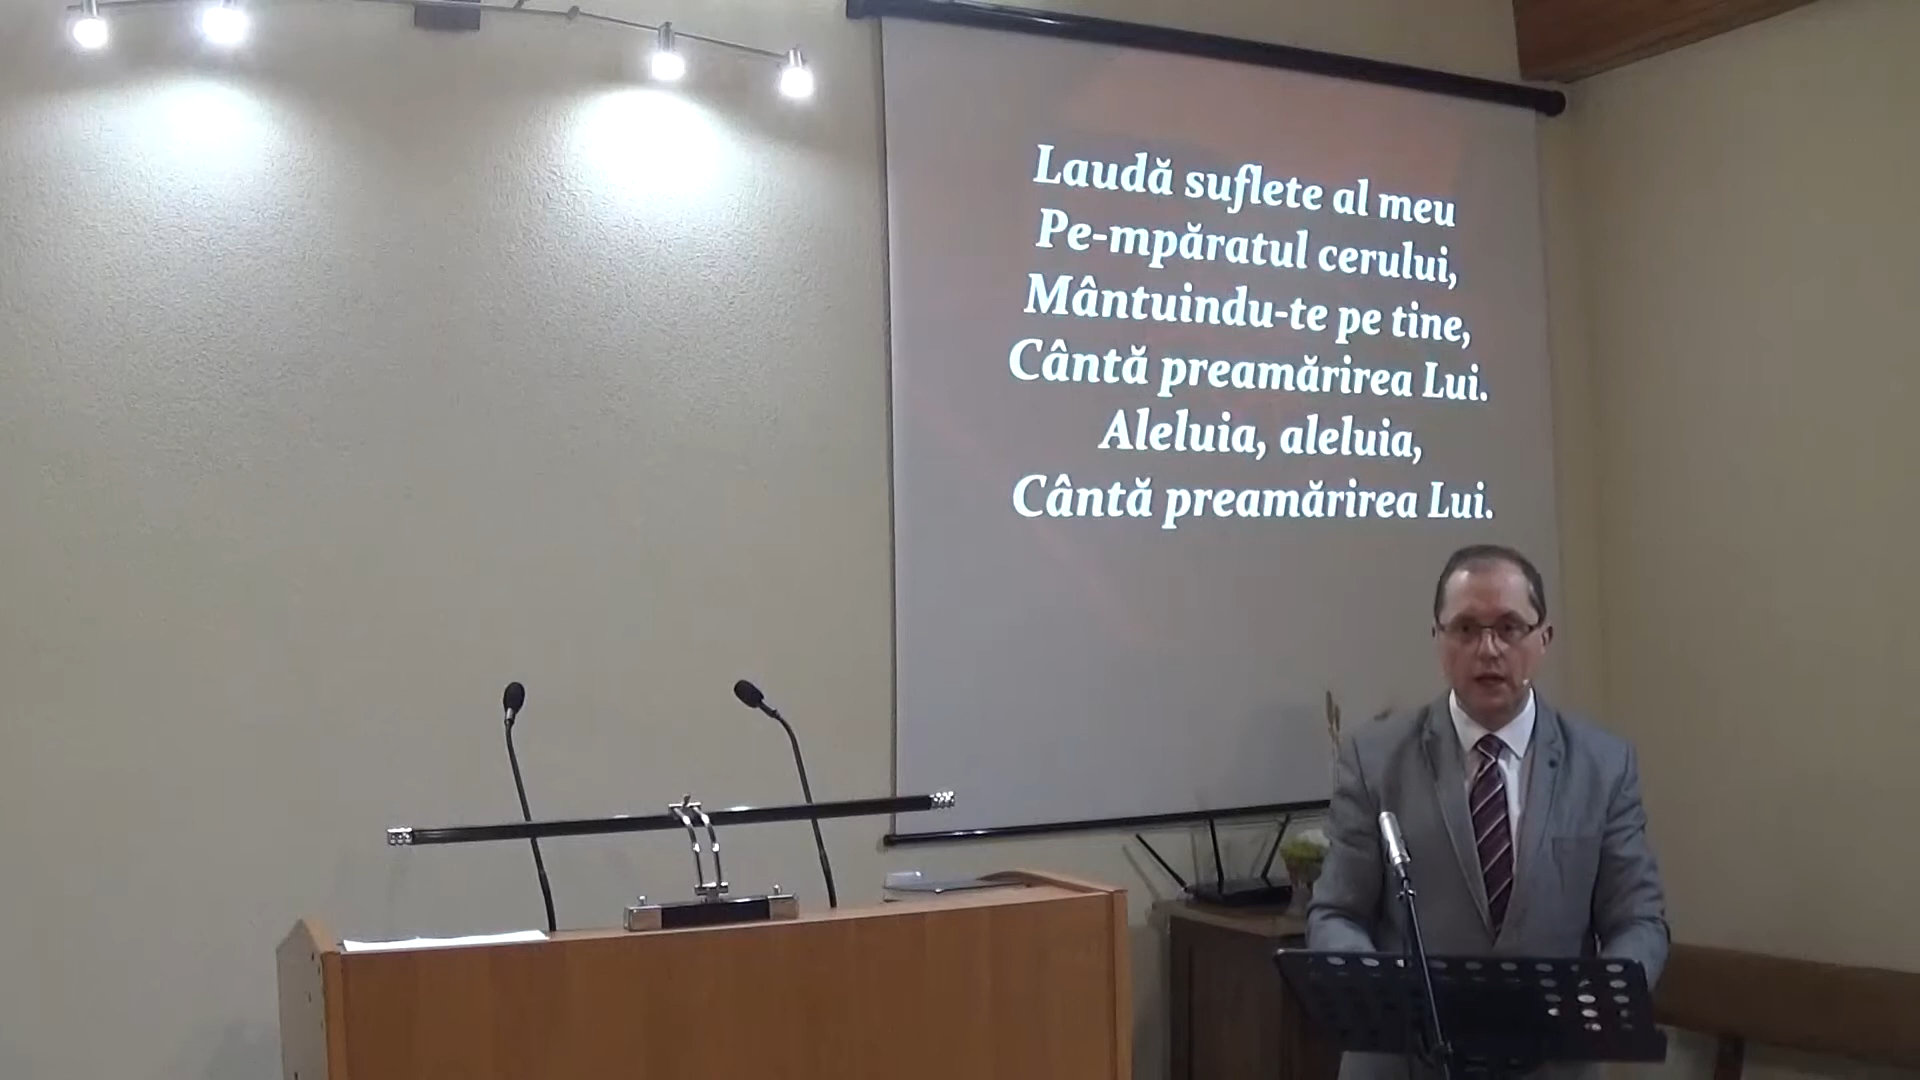 Laudă suflete al meu
Pe-mpăratul cerului,
Mântuindu-te pe tine,
Cântă preamărirea Lui.
Aleluia, aleluia,
Cântă preamărirea Lui.